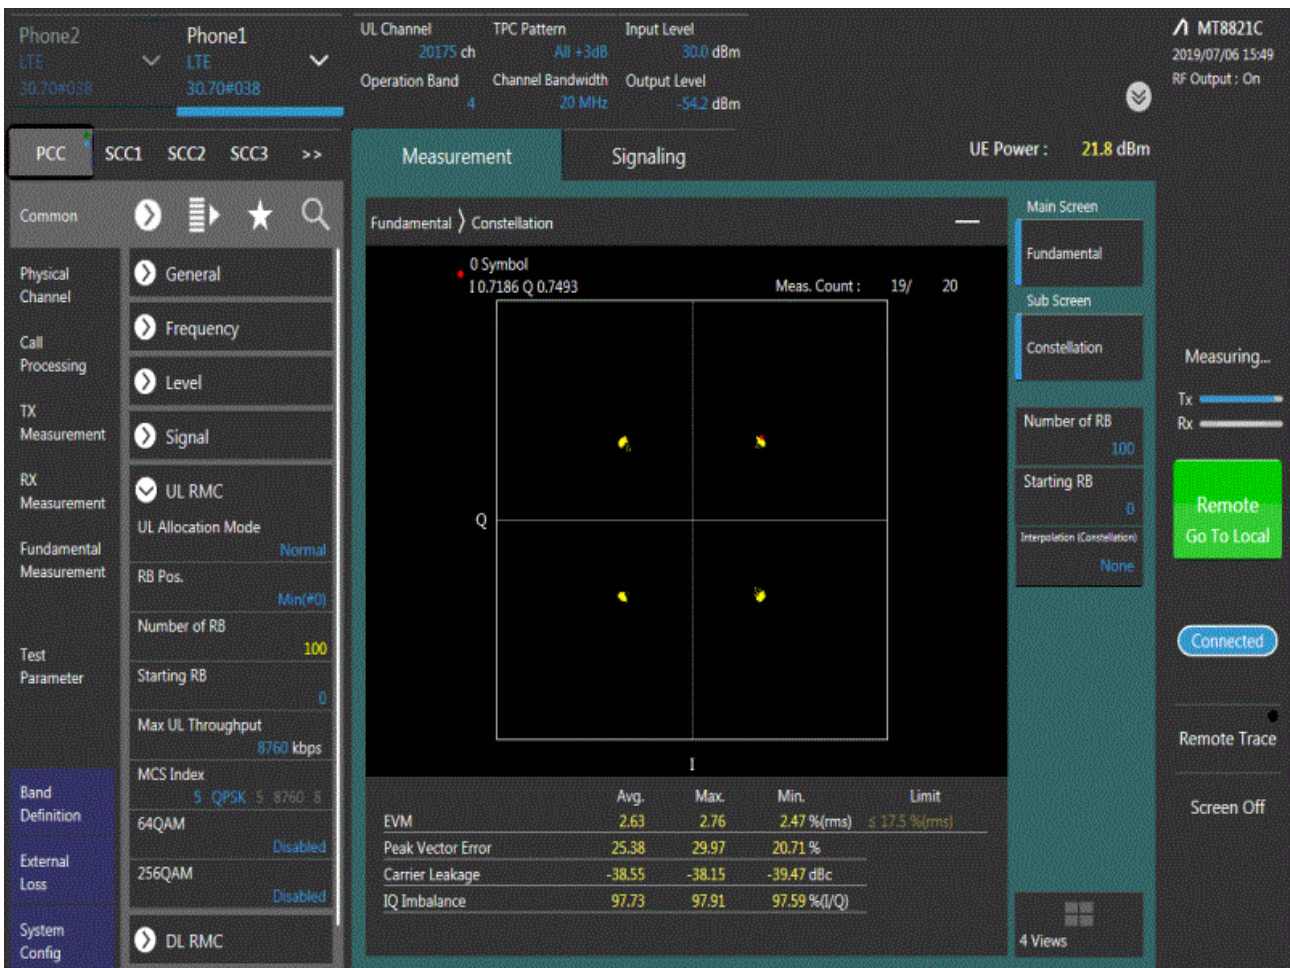 Phone2
LTE
30.70#038
Phone1
LTE
30.70#038
UL Channel
20175 ch
TPC Pattern
All +3dB
Input Level
30.0 dBm
Operation Band
4
Channel Bandwidth
20 MHz
Output Level
-54.2 dBm
MT8821C
2019/07/06 15:49
RF Output : On
PCC SCC1 SCC2 SCC3 >>
Measurement
Signaling
UE Power : 21.8 dBm
Common
Physical
Channel
Call
Processing
TX
Measurement
RX
Measurement
Fundamental
Measurement
Test
Parameter
Band
Definition
External
Loss
System
Config
General
Frequency
Level
Signal
UL RMC
UL Allocation Mode
Normal
RB Pos.
Min(#0)
Number of RB
100
Starting RB
0
Max UL Throughput
8760 kbps
MCS Index
5 QPSK 5 8760 8
64QAM
Disabled
256QAM
Disabled
DL RMC
Fundamental 〉 Constellation
0 Symbol
I 0.7186 Q 0.7493
Meas. Count : 19/ 20
Q
I
Avg. Max. Min. Limit
EVM 2.63 2.76 2.47 %(rms) ≤ 17.5 %(rms)
Peak Vector Error 25.38 29.97 20.71 %
Carrier Leakage -38.55 -38.15 -39.47 dBc
IQ Imbalance 97.73 97.91 97.59 %(I/Q)
Main Screen
Fundamental
Sub Screen
Constellation
Number of RB
100
Starting RB
0
Interpolation (Constellation)
None
4 Views
Measuring...
Tx
Rx
Remote
Go To Local
Connected
Remote Trace
Screen Off